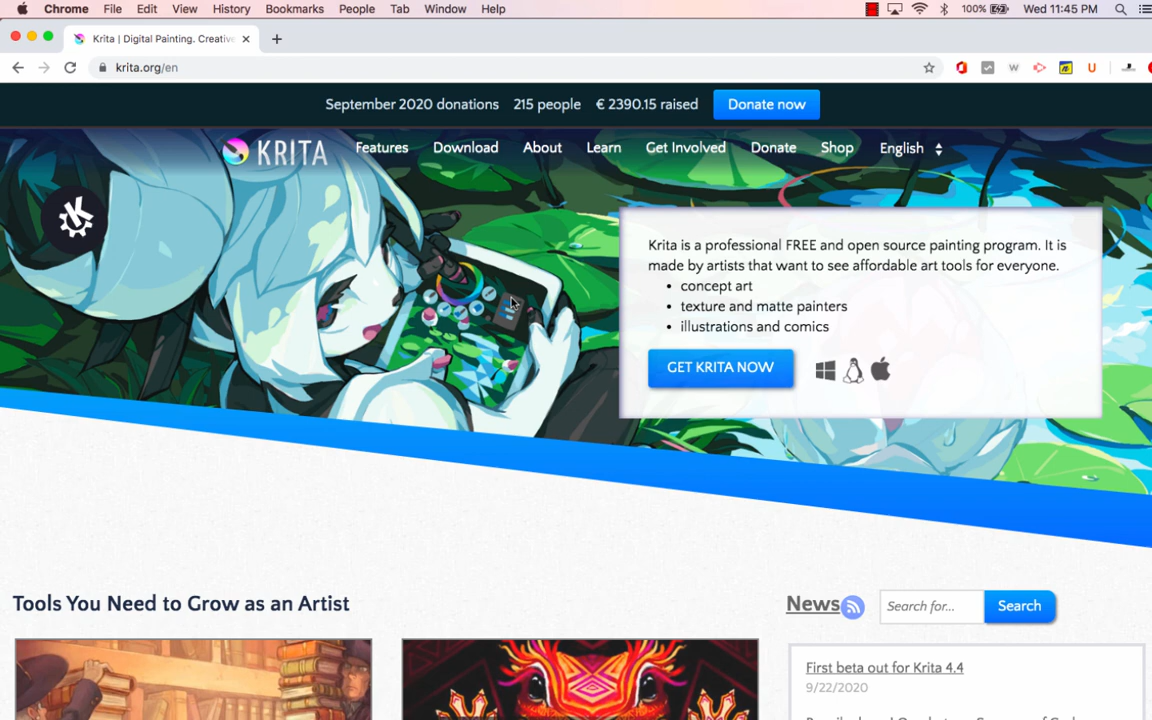 Chrome File Edit View History Bookmarks People Tab Window Help 100% Wed 11:45 PM
Krita | Digital Painting. Creative
krita.org/en
September 2020 donations 215 people € 2390.15 raised Donate now
KRITA Features Download About Learn Get Involved Donate Shop English
Krita is a professional FREE and open source painting program. It is
made by artists that want to see affordable art tools for everyone.
• concept art
• texture and matte painters
• illustrations and comics
GET KRITA NOW
Tools You Need to Grow as an Artist
News Search for... Search
First beta out for Krita 4.4
9/22/2020